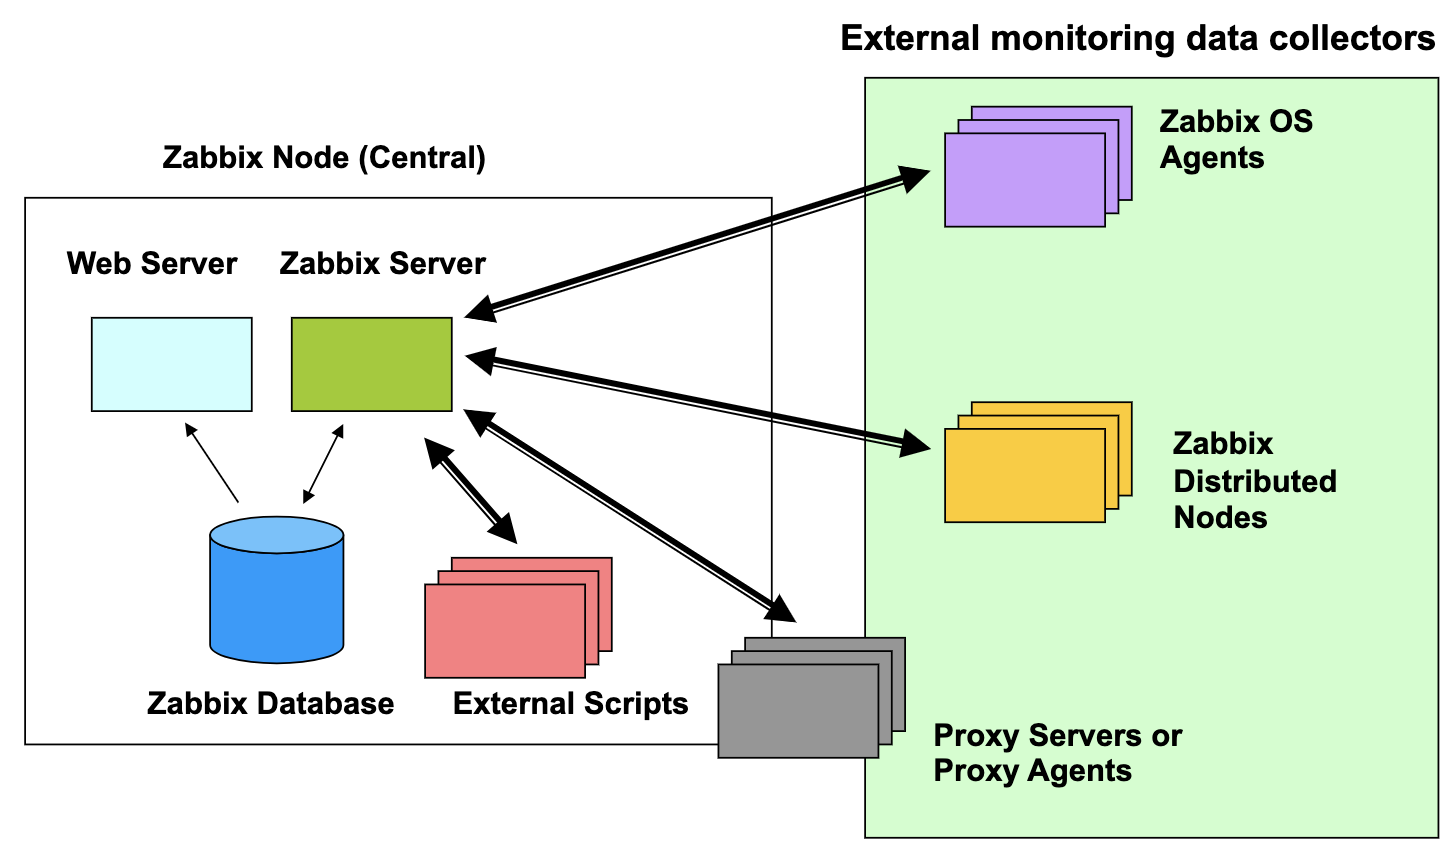 External monitoring data collectors
Zabbix OS
Agents
Zabbix Node (Central)
Web Server
Zabbix Server
Zabbix
Distributed
Nodes
Zabbix Database
External Scripts
Proxy Servers or
Proxy Agents